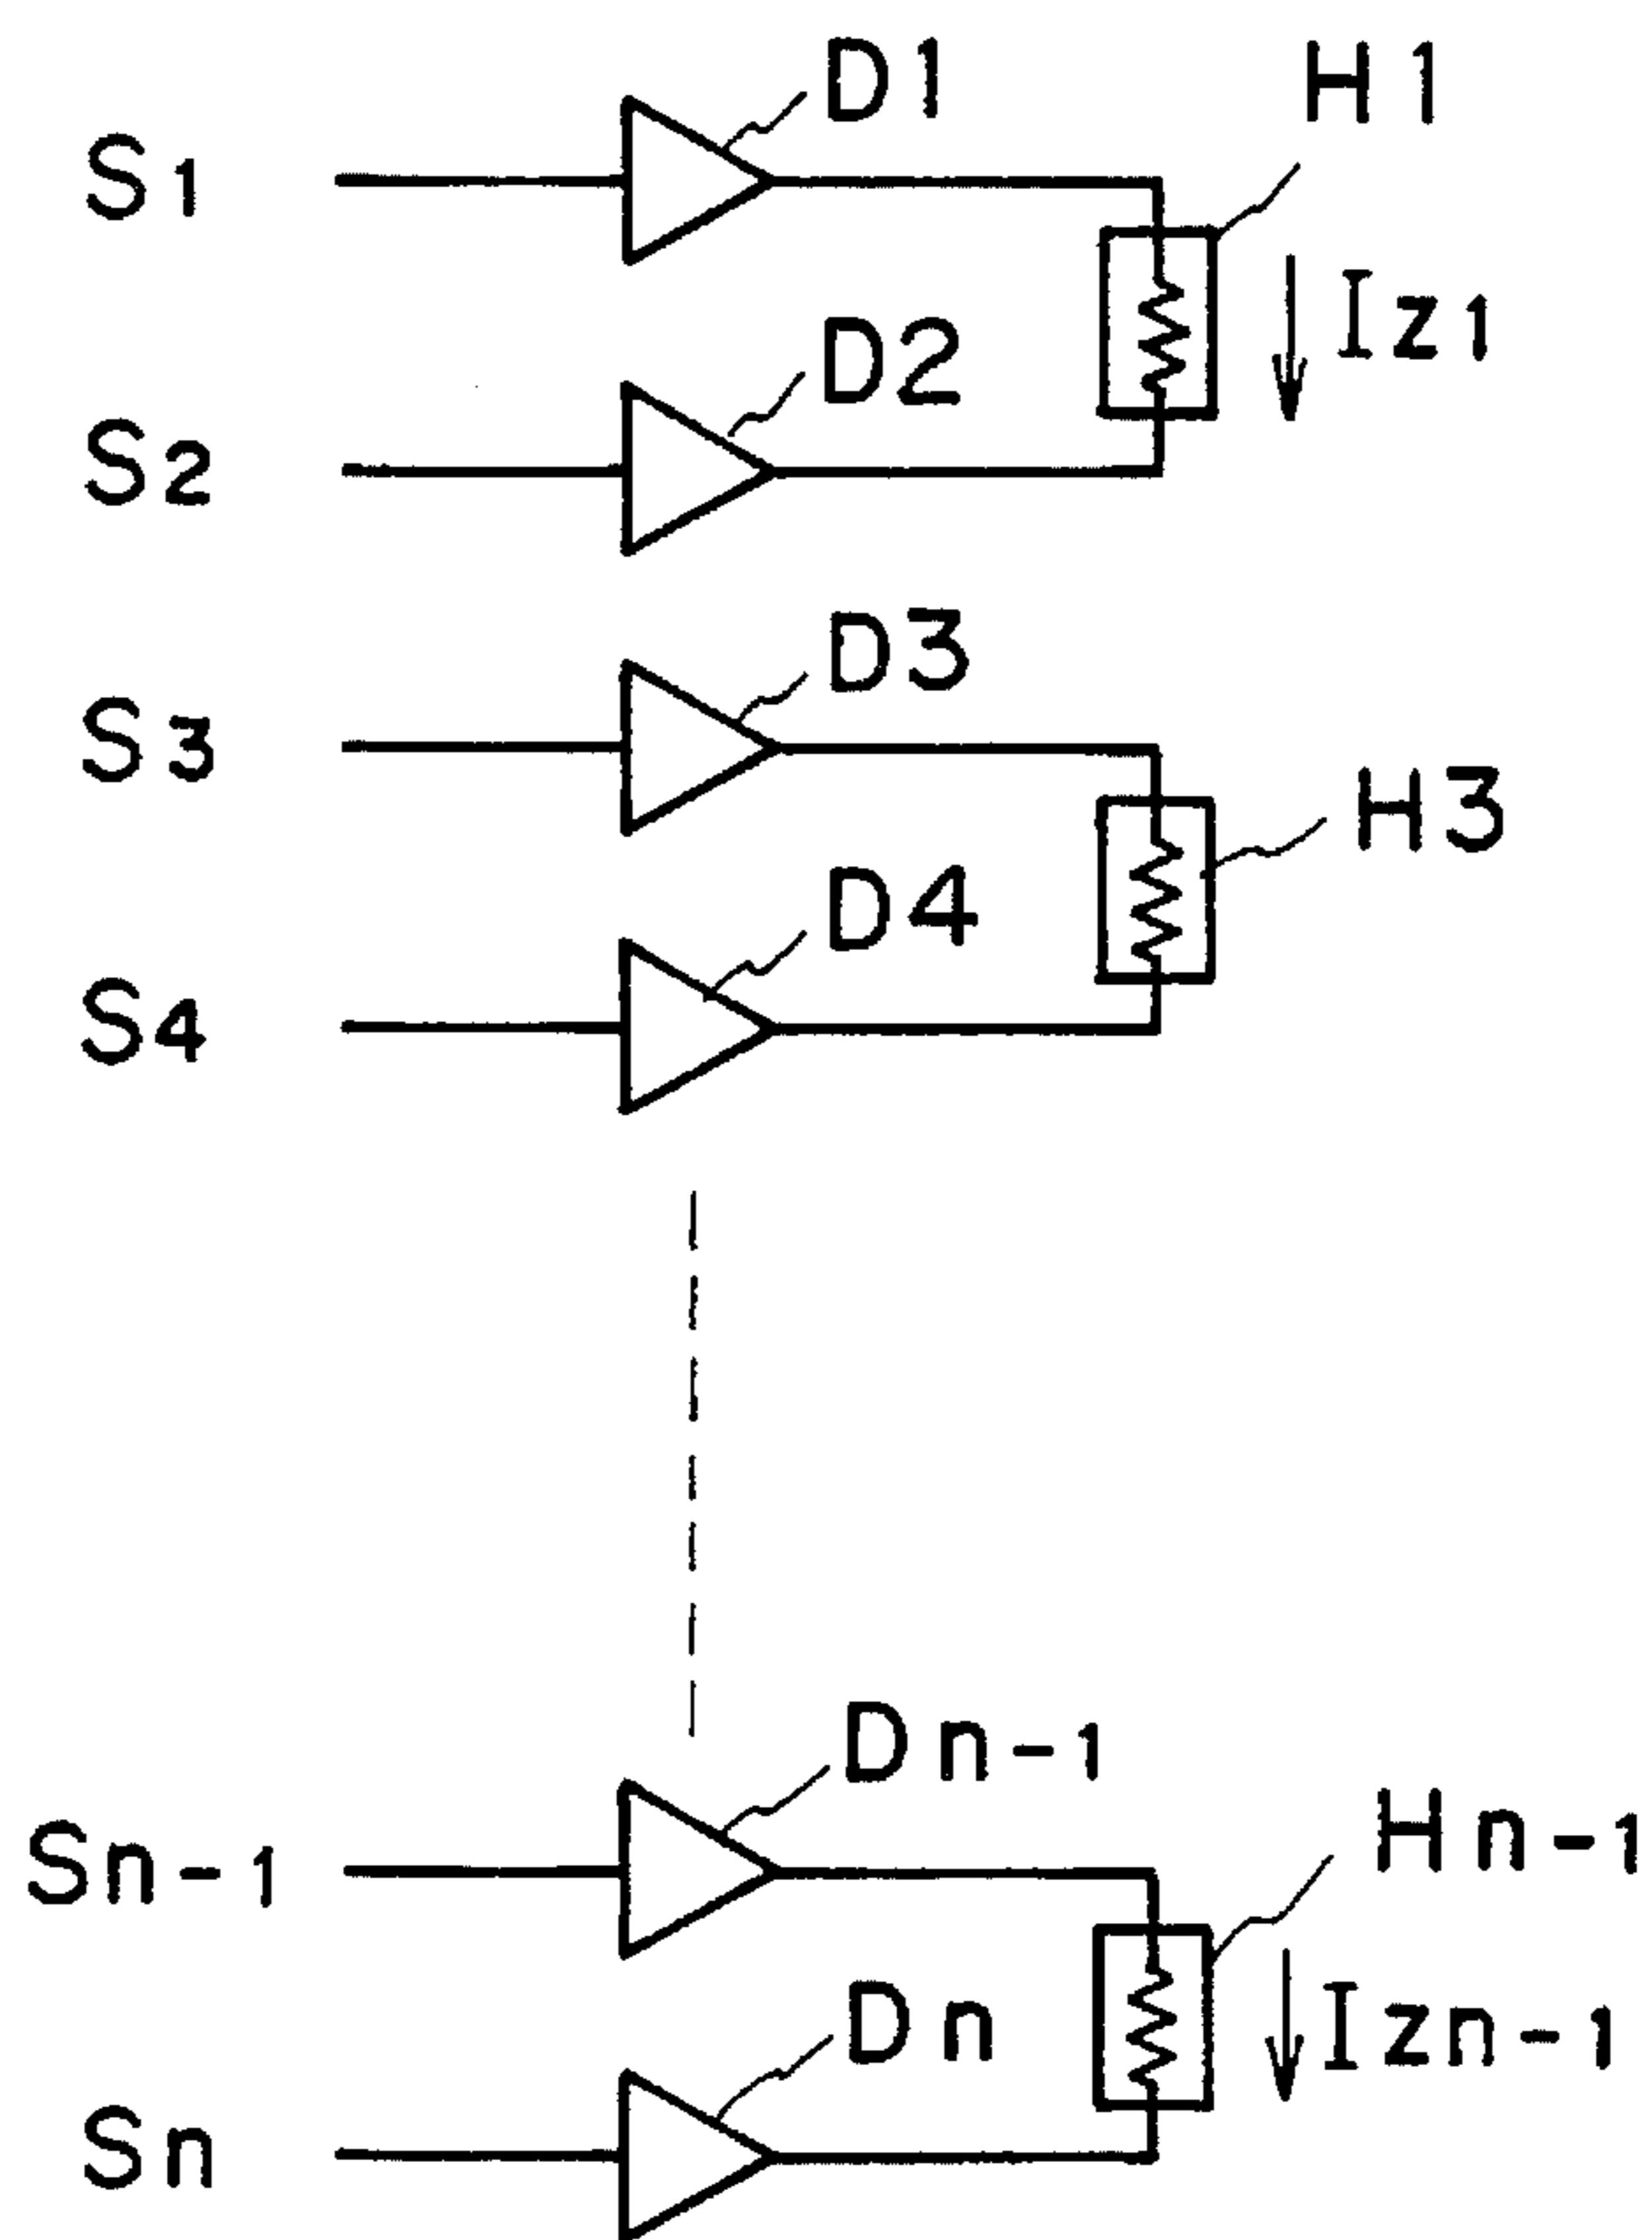 D1
H1
S1
Iz1
D2
S2
D3
S3
H3
D4
S4
Dn-1
Hn-1
Sn-1
Dn
Izn-1
Sn